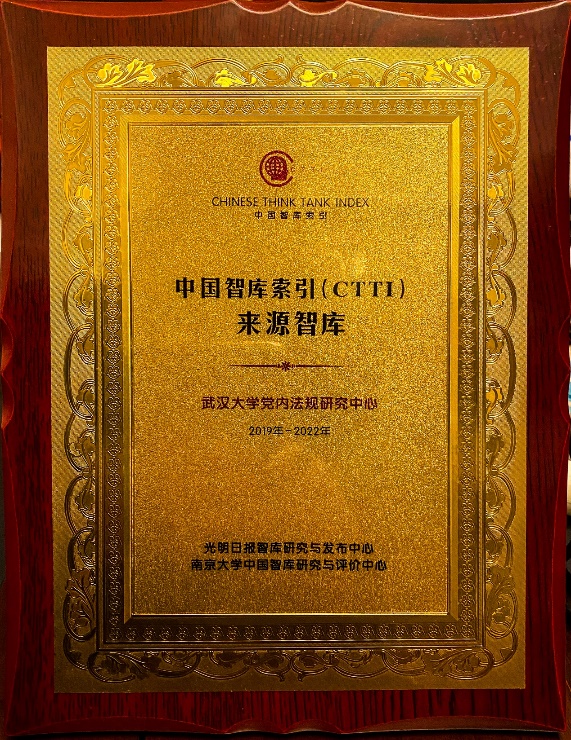 CHINESE THINK TANK INDEX
中国智库索引
中国智库索引(CTTI)
来源智库
武汉大学党内法规研究中心
2019年-2022年
光明日报智库研究与发布中心
南京大学中国智库研究与评价中心